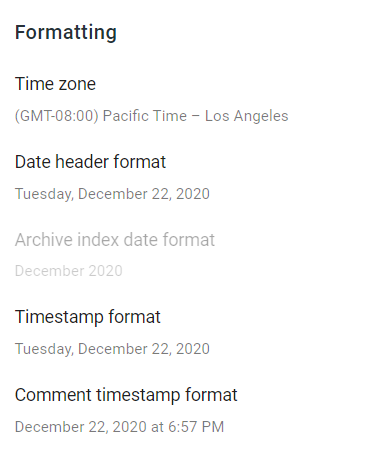 Formatting
Time zone
(GMT-08:00) Pacific Time – Los Angeles
Date header format
Tuesday, December 22, 2020
Archive index date format
December 2020
Timestamp format
Tuesday, December 22, 2020
Comment timestamp format
December 22, 2020 at 6:57 PM